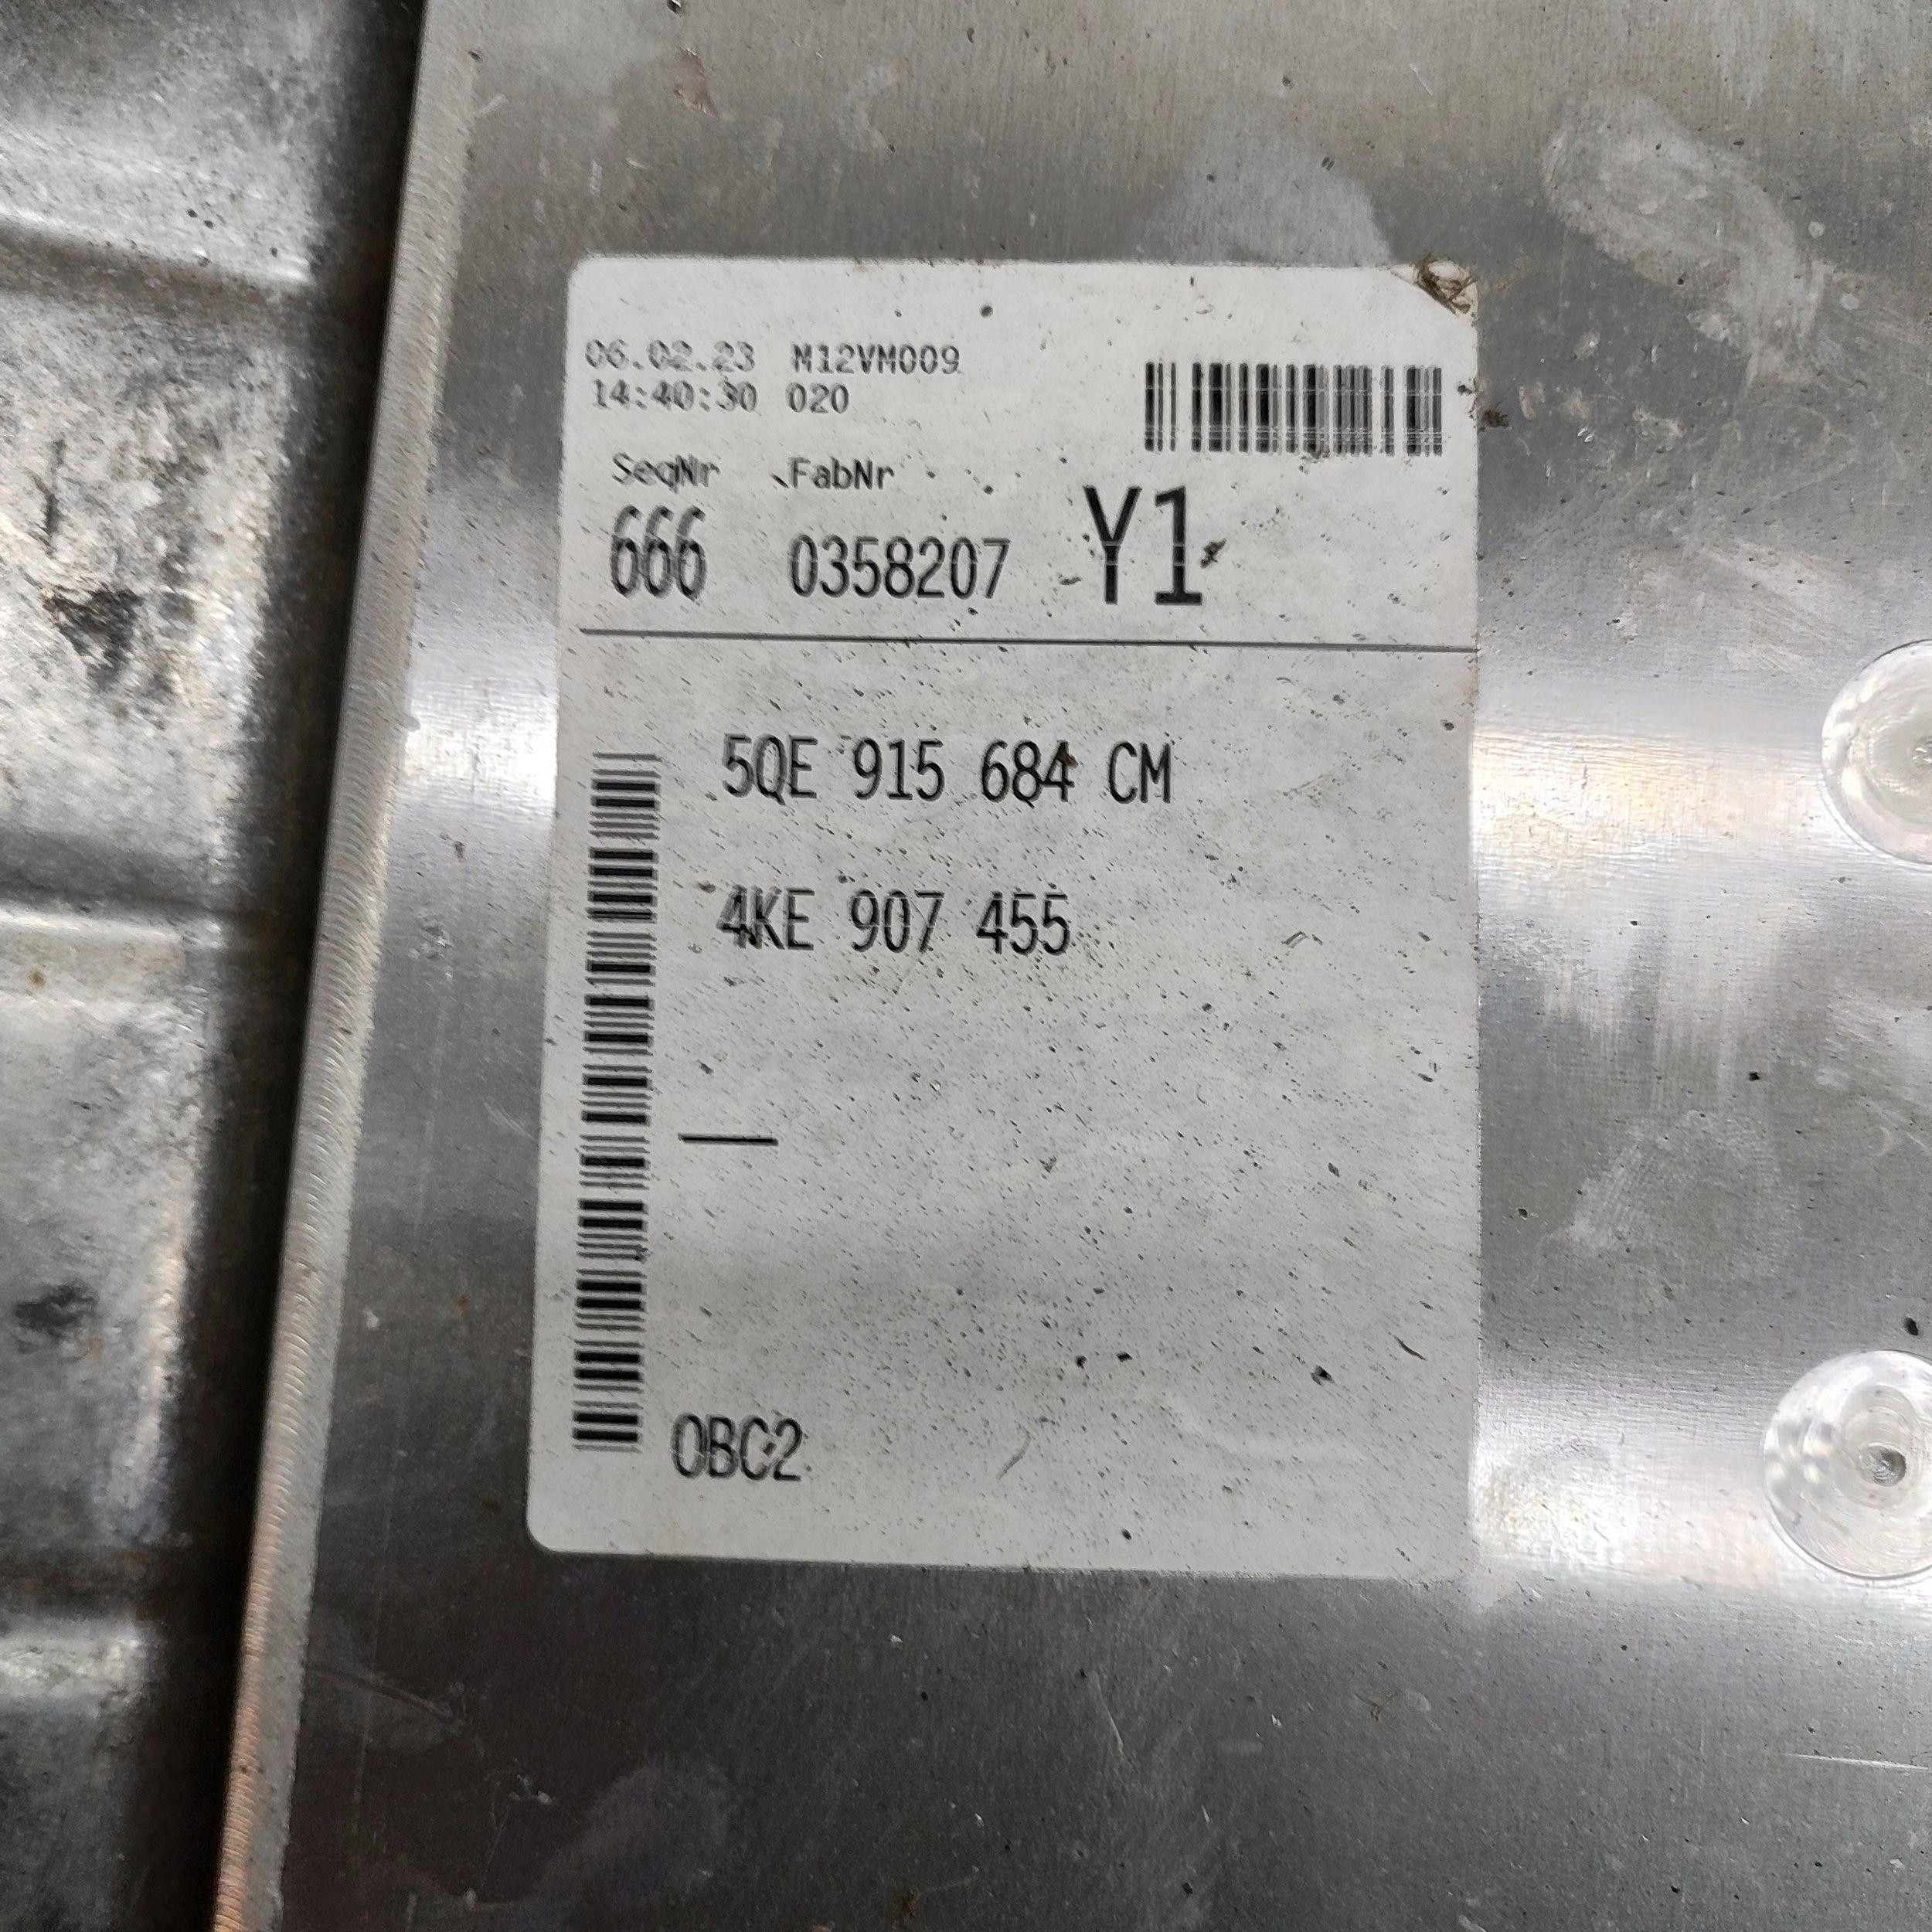 06.02.23 M12VM009
14:40:30 020
SeqNr FabNr
666 0358207 Y1
5QE 915 684 CM
4KE 907 455
OBC2